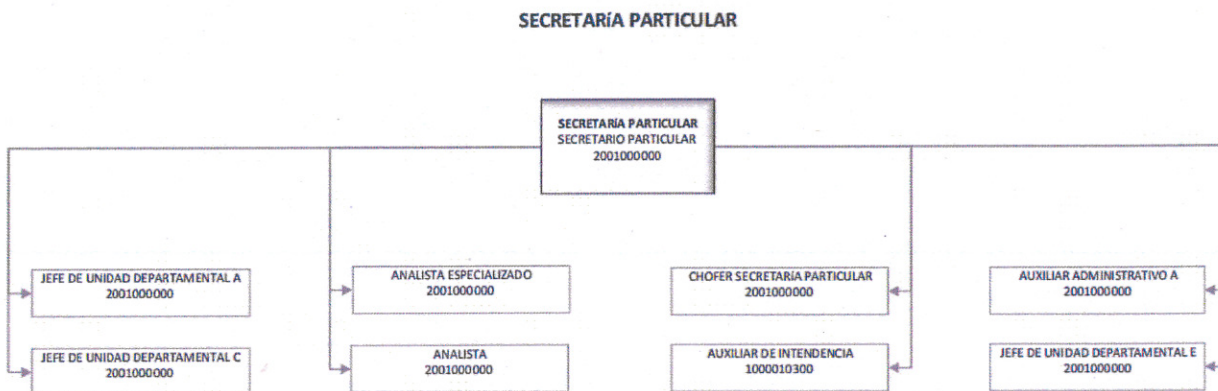 SECRETARÍA PARTICULAR
SECRETARÍA PARTICULAR
SECRETARIO PARTICULAR
2001000000
JEFE DE UNIDAD DEPARTAMENTAL A
2001000000
ANALISTA ESPECIALIZADO
2001000000
CHOFER SECRETARÍA PARTICULAR
2001000000
AUXILIAR ADMINISTRATIVO A
2001000000
JEFE DE UNIDAD DEPARTAMENTAL C
2001000000
ANALISTA
2001000000
AUXILIAR DE INTENDENCIA
1000010300
JEFE DE UNIDAD DEPARTAMENTAL E
2001000000